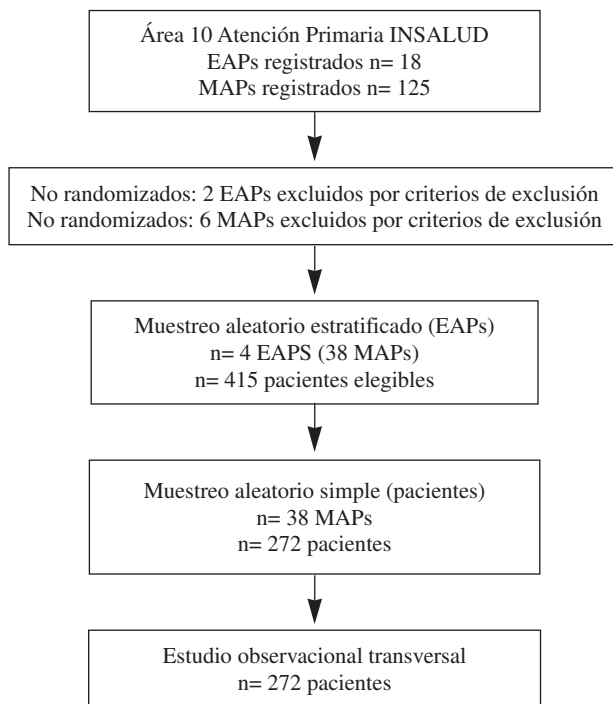 Área 10 Atención Primaria INSALUD
EAPs registrados n= 18
MAPs registrados n= 125
No randomizados: 2 EAPs excluidos por criterios de exclusión
No randomizados: 6 MAPs excluidos por criterios de exclusión
Muestreo aleatorio estratificado (EAPs)
n= 4 EAPS (38 MAPs)
n= 415 pacientes elegibles
Muestreo aleatorio simple (pacientes)
n= 38 MAPs
n= 272 pacientes
Estudio observacional transversal
n= 272 pacientes